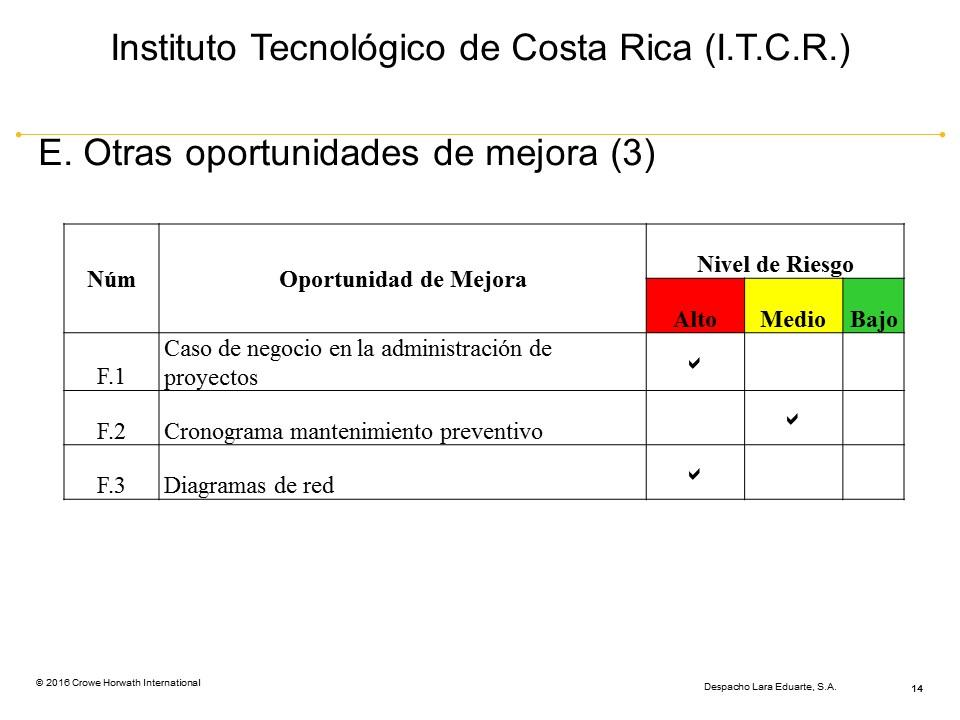 Instituto Tecnológico de Costa Rica (I.T.C.R.)
E. Otras oportunidades de mejora (3)
Núm
Oportunidad de Mejora
Nivel de Riesgo
Alto
Medio
Bajo
F.1
Caso de negocio en la administración de
proyectos
F.2
Cronograma mantenimiento preventivo
F.3
Diagramas de red
© 2016 Crowe Horwath International
Despacho Lara Eduarte, S.A.
14